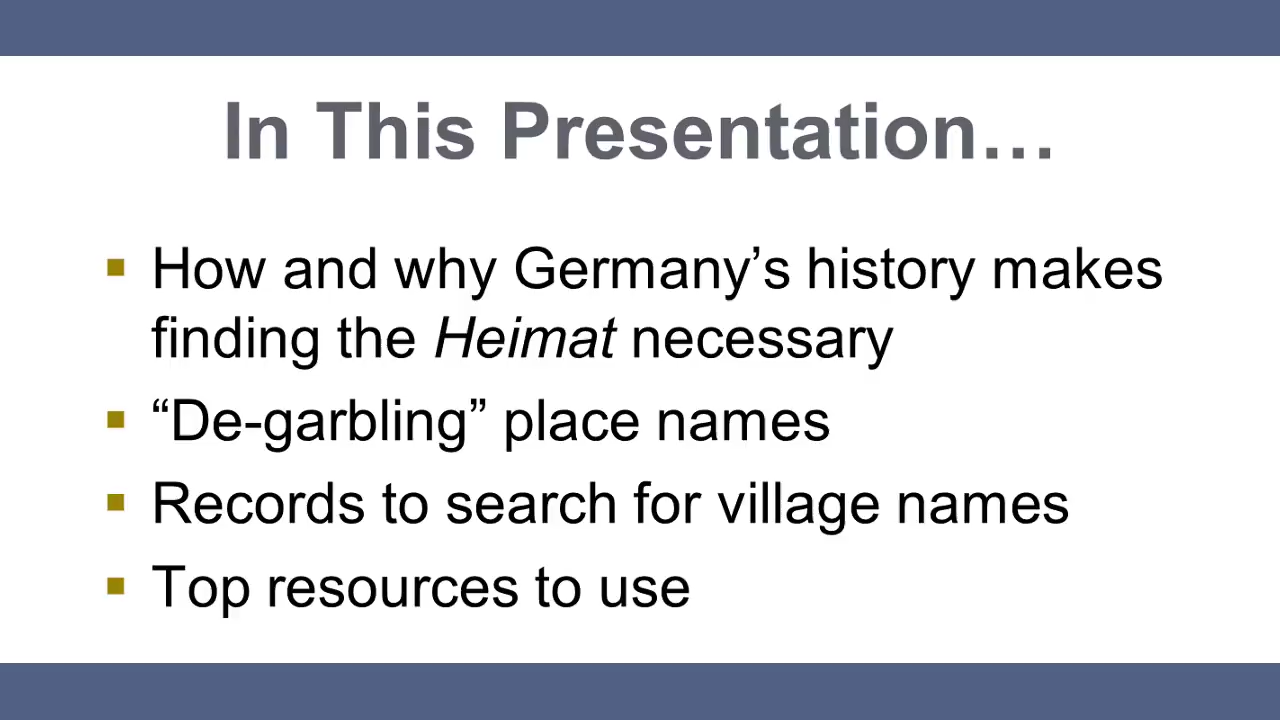 In This Presentation…
How and why Germany’s history makes
finding the Heimat necessary
“De-garbling” place names
Records to search for village names
Top resources to use